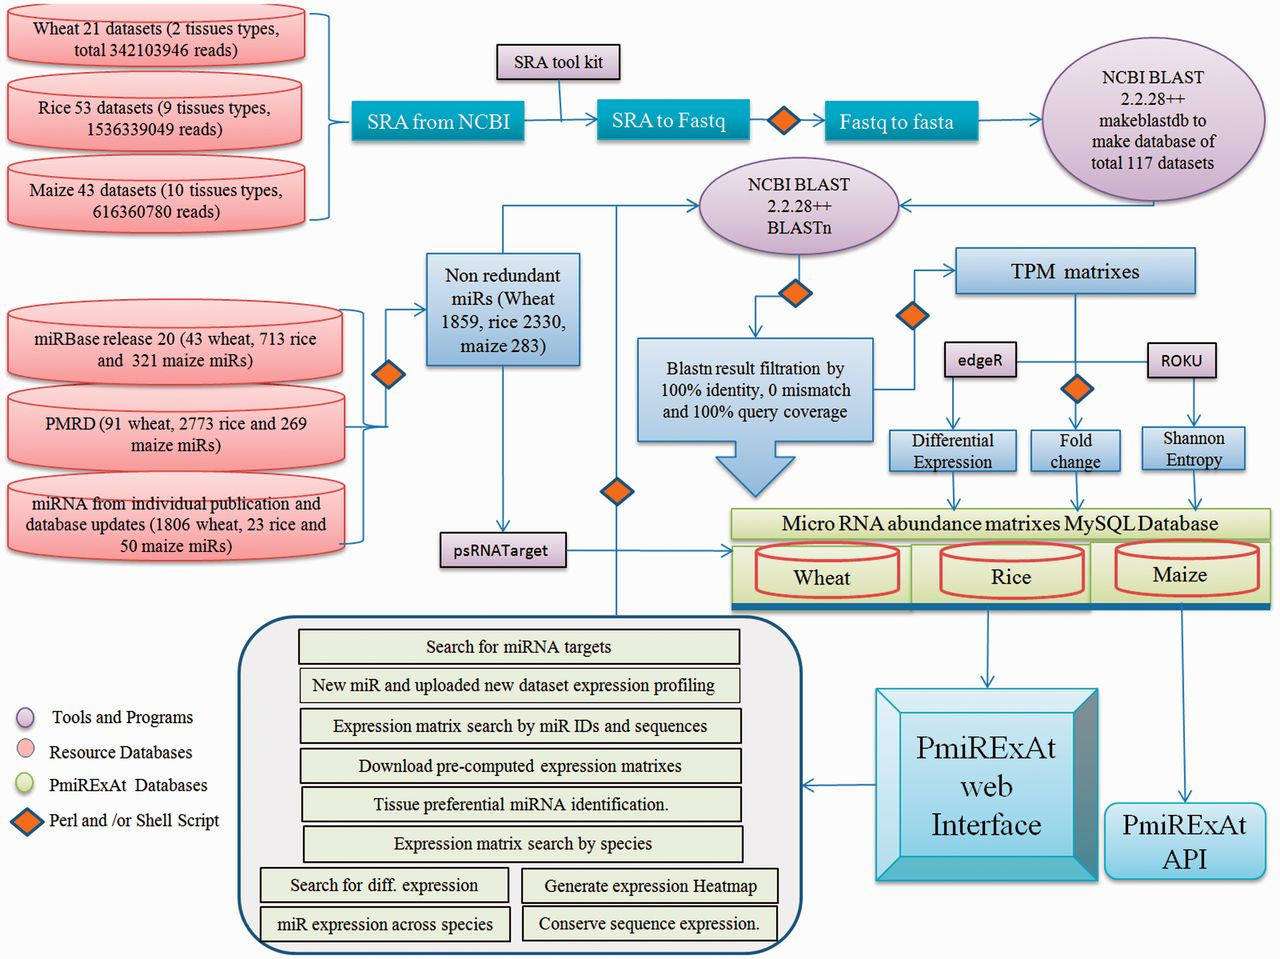 Wheat 21 datasets (2 tissues types,
total 342103946 reads)
Rice 53 datasets (9 tissues types,
1536339049 reads)
Maize 43 datasets (10 tissues types,
616360780 reads)
SRA tool kit
SRA from NCBI
SRA to Fastq
Fastq to fasta
NCBI BLAST
2.2.28++
makeblastdb to
make database of
total 117 datasets
NCBI BLAST
2.2.28++
BLASTn
Non redundant
miRs (Wheat
1859, rice 2330,
maize 283)
TPM matrixes
miRBase release 20 (43 wheat, 713 rice
and 321 maize miRs)
PMRD (91 wheat, 2773 rice and 269
maize miRs)
miRNA from individual publication and
database updates (1806 wheat, 23 rice and
50 maize miRs)
Blastn result filtration by
100% identity, 0 mismatch
and 100% query coverage
edgeR
ROKU
Differential
Expression
Fold
change
Shannon
Entropy
psRNATarget
Micro RNA abundance matrixes MySQL Database
Wheat
Rice
Maize
Search for miRNA targets
New miR and uploaded new dataset expression profiling
Expression matrix search by miR IDs and sequences
Download pre-computed expression matrixes
Tissue preferential miRNA identification.
Expression matrix search by species
Search for diff. expression
Generate expression Heatmap
miR expression across species
Conserve sequence expression.
PmiRExAt
web
Interface
PmiRExAt
API
Tools and Programs
Resource Databases
PmiRExAt Databases
Perl and /or Shell Script